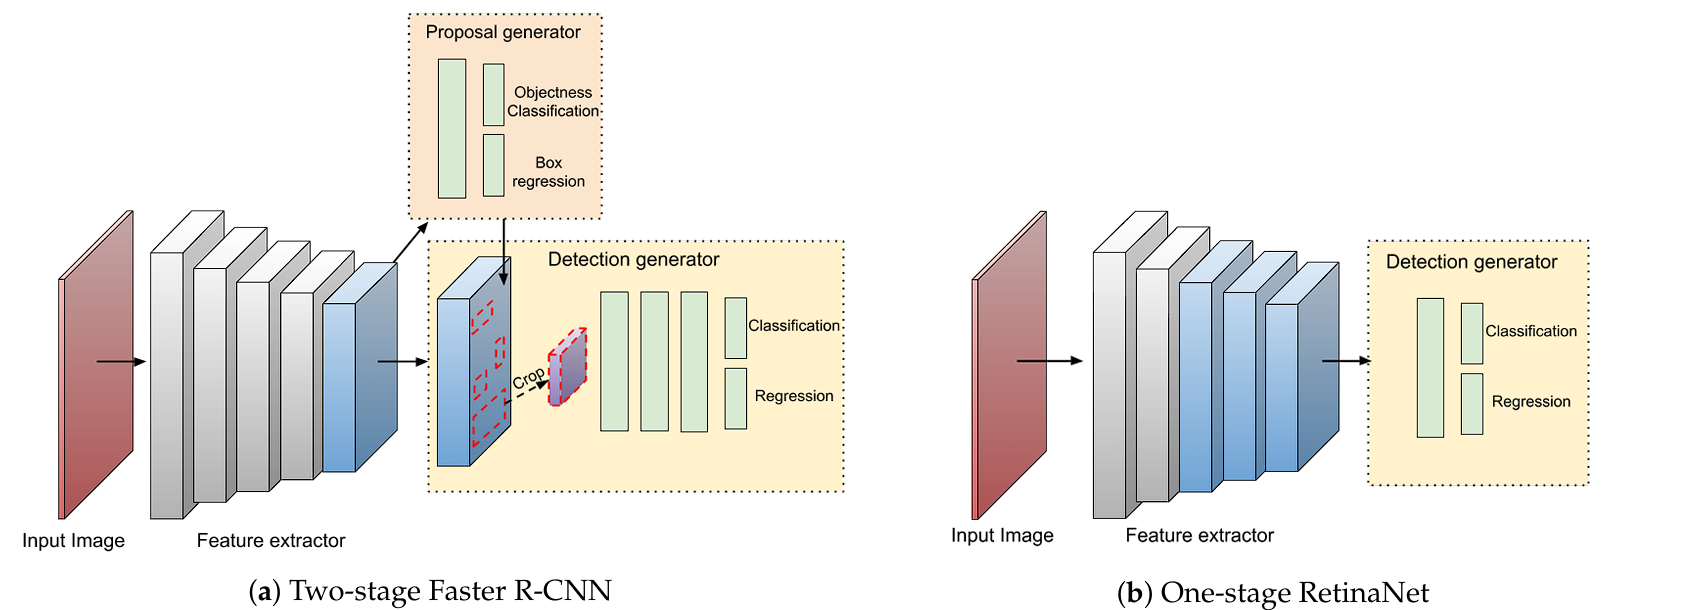 Proposal generator
Objectness
Classification
Box
regression
Detection generator
Classification
Crop
Regression
Input Image
Feature extractor
(a) Two-stage Faster R-CNN
Detection generator
Classification
Regression
Input Image
Feature extractor
(b) One-stage RetinaNet